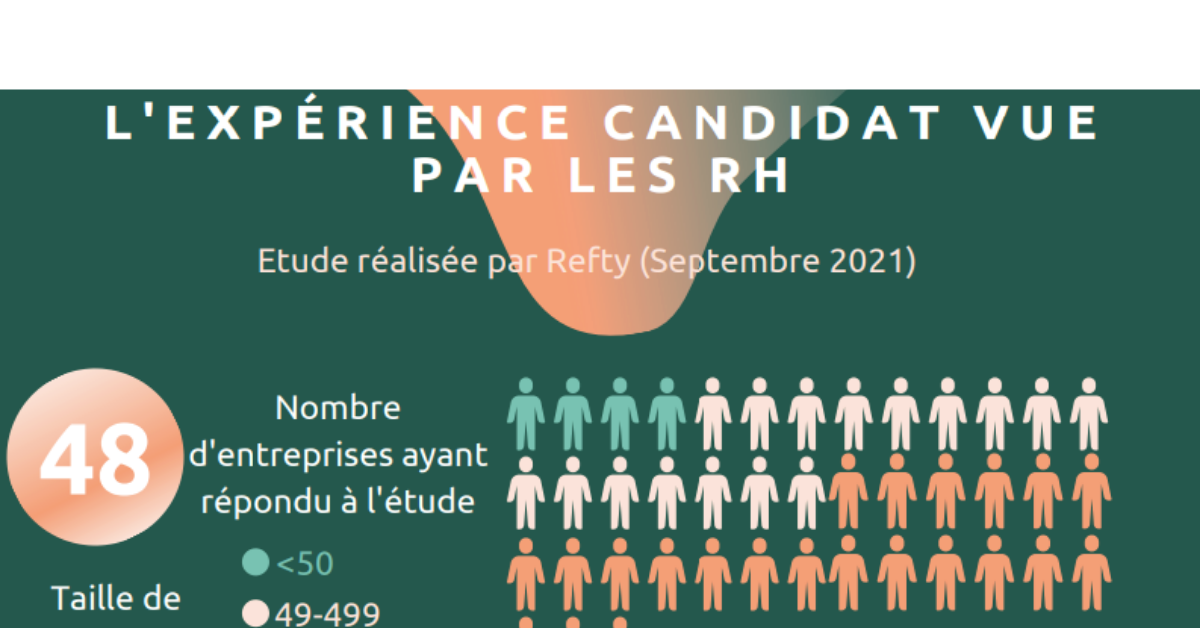 L'EXPÉRIENCE CANDIDAT VUE
PAR LES RH
Etude réalisée par Refty (Septembre 2021)
48
Nombre
d'entreprises ayant
répondu à l'étude
<50
Taille de
49-499